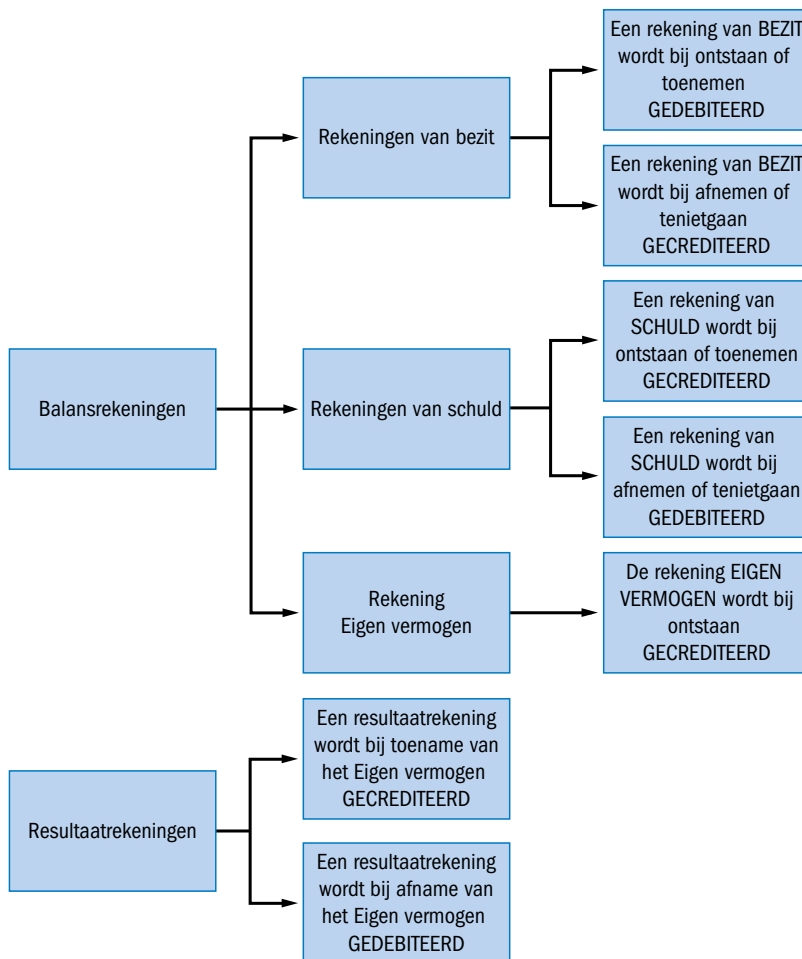 Een rekening van BEZIT
wordt bij ontstaan of
toenemen
GEDEBITEERD
Rekeningen van bezit
Een rekening van BEZIT
wordt bij afnemen of
tenietgaan
GECREDITEERD
Een rekening van
SCHULD wordt bij
ontstaan of toenemen
GECREDITEERD
Balansrekeningen
Rekeningen van schuld
Een rekening van
SCHULD wordt bij
afnemen of tenietgaan
GEDEBITEERD
Rekening
Eigen vermogen
De rekening EIGEN
VERMOGEN wordt bij
ontstaan
GECREDITEERD
Een resultaatrekening
wordt bij toename van
het Eigen vermogen
GECREDITEERD
Resultaatrekeningen
Een resultaatrekening
wordt bij afname van
het Eigen vermogen
GEDEBITEERD